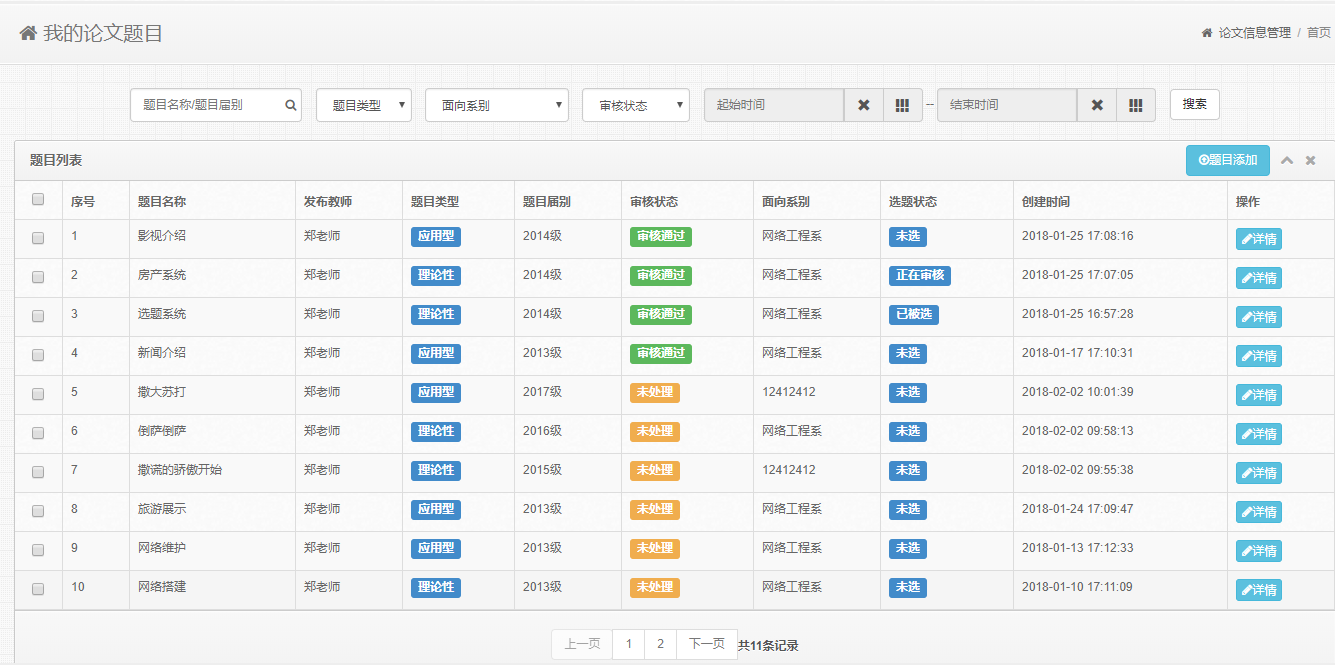 我的论文题目
论文信息管理 / 首页
题目名称/题目届别 题目类型 面向系别 审核状态 起始时间 -- 结束时间 搜索
题目列表 题目添加
序号 题目名称 发布教师 题目类型 题目届别 审核状态 面向系别 选题状态 创建时间 操作
1 影视介绍 郑老师 应用型 2014级 审核通过 网络工程系 未选 2018-01-25 17:08:16 详情
2 房产系统 郑老师 理论性 2014级 审核通过 网络工程系 正在审核 2018-01-25 17:07:05 详情
3 选题系统 郑老师 理论性 2014级 审核通过 网络工程系 已被选 2018-01-25 16:57:28 详情
4 新闻介绍 郑老师 应用型 2013级 审核通过 网络工程系 未选 2018-01-17 17:10:31 详情
5 撒大苏打 郑老师 应用型 2017级 未处理 12412412 未选 2018-02-02 10:01:39 详情
6 倒萨倒萨 郑老师 理论性 2016级 未处理 网络工程系 未选 2018-02-02 09:58:13 详情
7 撒谎的骄傲开始 郑老师 理论性 2015级 未处理 12412412 未选 2018-02-02 09:55:38 详情
8 旅游展示 郑老师 应用型 2013级 未处理 网络工程系 未选 2018-01-24 17:09:47 详情
9 网络维护 郑老师 应用型 2013级 未处理 网络工程系 未选 2018-01-13 17:12:33 详情
10 网络搭建 郑老师 理论性 2013级 未处理 网络工程系 未选 2018-01-10 17:11:09 详情
上一页 1 2 下一页 共11条记录